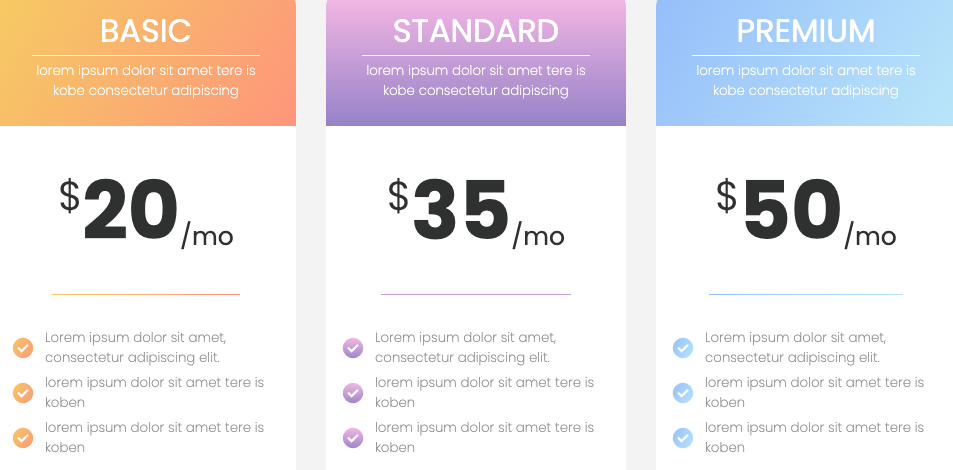 BASIC
lorem ipsum dolor sit amet tere is
kobe consectetur adipiscing
$20/mo
Lorem ipsum dolor sit amet,
consectetur adipiscing elit.
lorem ipsum dolor sit amet tere is
koben
lorem ipsum dolor sit amet tere is
koben
STANDARD
lorem ipsum dolor sit amet tere is
kobe consectetur adipiscing
$35/mo
Lorem ipsum dolor sit amet,
consectetur adipiscing elit.
lorem ipsum dolor sit amet tere is
koben
lorem ipsum dolor sit amet tere is
koben
PREMIUM
lorem ipsum dolor sit amet tere is
kobe consectetur adipiscing
$50/mo
Lorem ipsum dolor sit amet,
consectetur adipiscing elit.
lorem ipsum dolor sit amet tere is
koben
lorem ipsum dolor sit amet tere is
koben